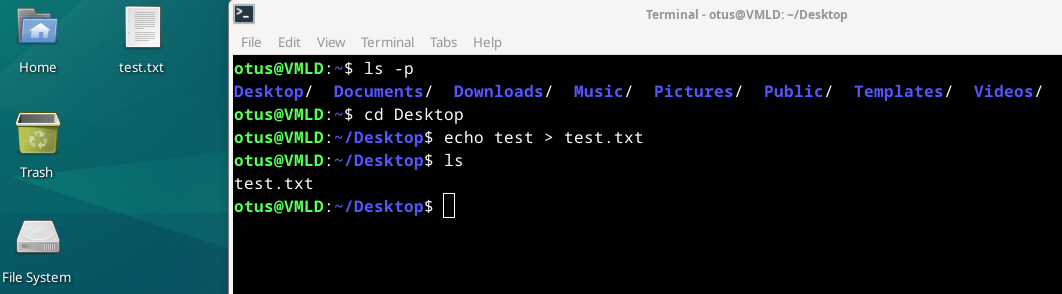 Home
test.txt
Trash
File System
Terminal - otus@VMLD: ~/Desktop
File Edit View Terminal Tabs Help
otus@VMLD:~$ ls -p
Desktop/ Documents/ Downloads/ Music/ Pictures/ Public/ Templates/ Videos/
otus@VMLD:~$ cd Desktop
otus@VMLD:~/Desktop$ echo test > test.txt
otus@VMLD:~/Desktop$ ls
test.txt
otus@VMLD:~/Desktop$